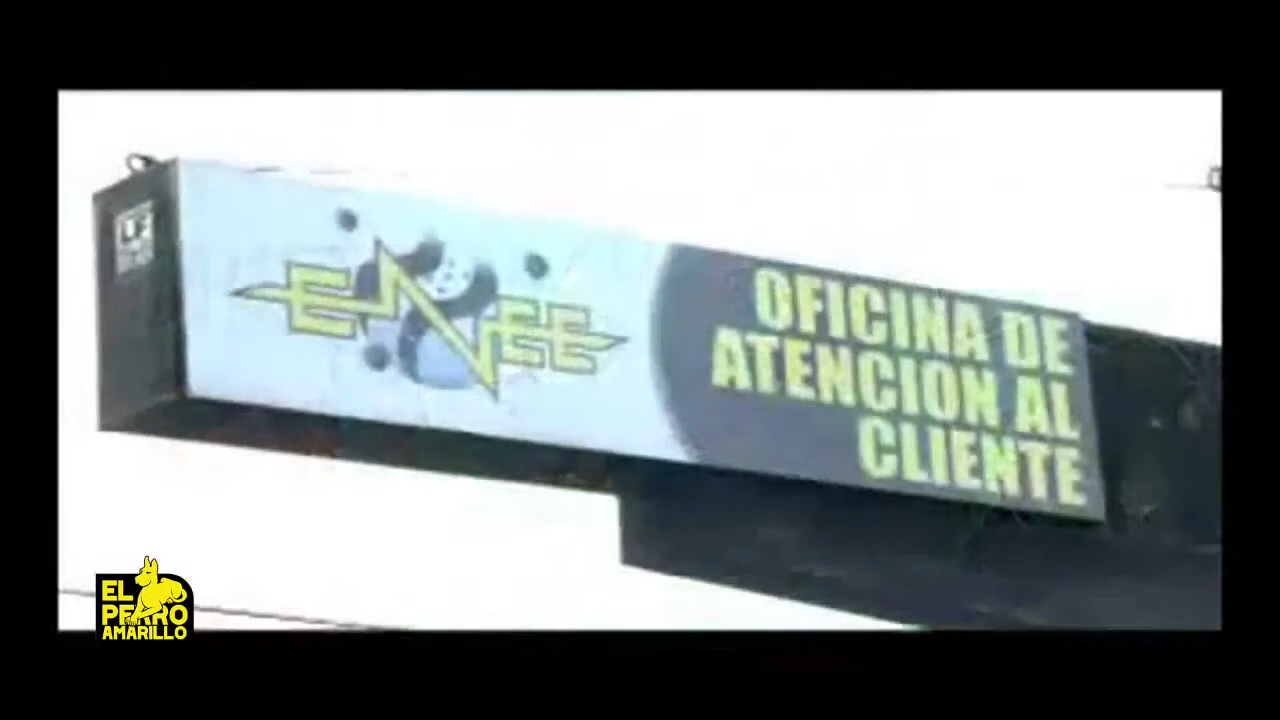 ENEE
OFICINA DE
ATENCION AL
CLIENTE
EL
PERRO
AMARILLO